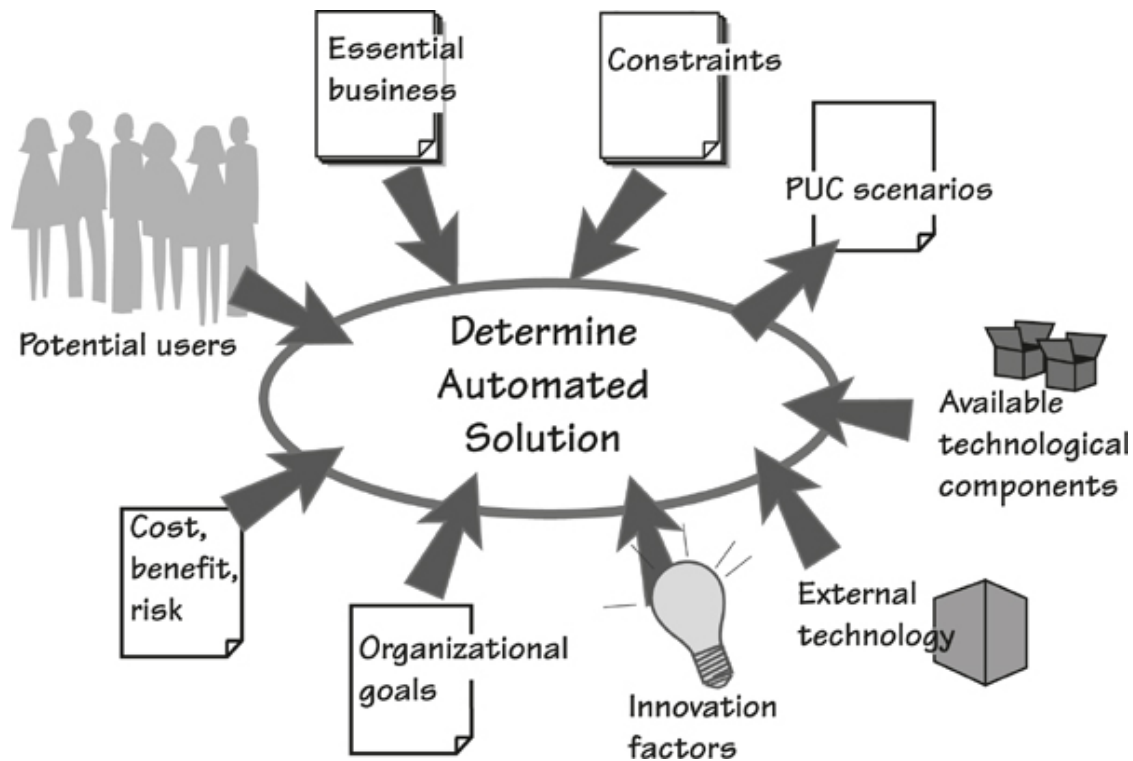 Essential
business
Constraints
PUC scenarios
Potential users
Determine
Automated
Solution
Available
technological
components
Cost,
benefit,
risk
External
technology
Organizational
goals
Innovation
factors